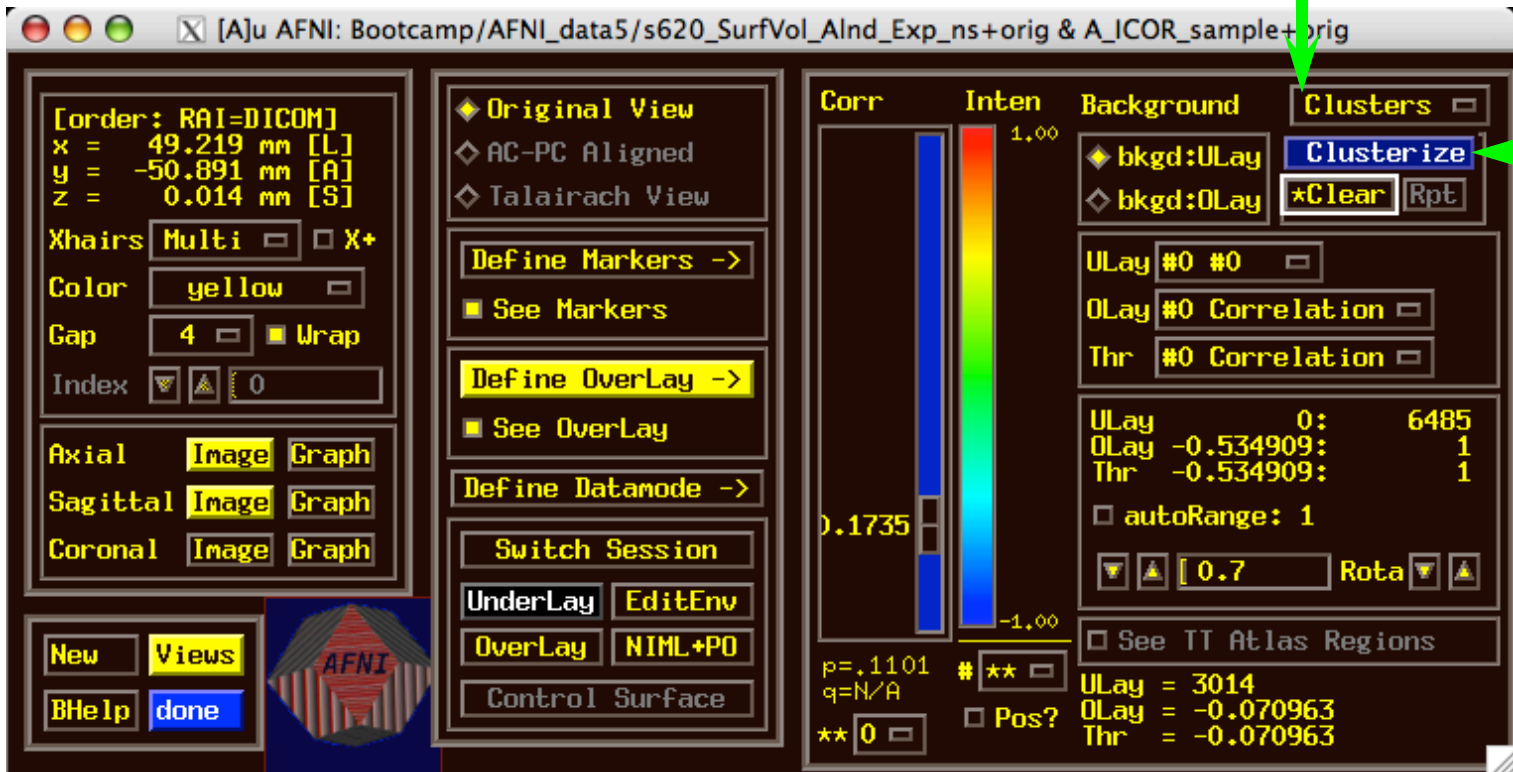 [A]u AFNI: Bootcamp/AFNI_data5/s620_SurfVol_Alnd_Exp_ns+orig & A_ICOR_sample+orig
[order: RAI=DICOM]
x = 49.219 mm [L]
y = -50.891 mm [A]
z = 0.014 mm [S]
Xhairs Multi X+
Color yellow
Gap 4 Wrap
Index 0
Axial Image Graph
Sagittal Image Graph
Coronal Image Graph
New Views
BHelp done
AFNI
Original View
AC-PC Aligned
Talairach View
Define Markers ->
See Markers
Define OverLay ->
See OverLay
Define Datamode ->
Switch Session
UnderLay EditEnv
OverLay NIML+PO
Control Surface
Corr Inten
1.00
0.1735
-1.00
p=.1101
q=N/A
# **
** 0
Pos?
Background Clusters
bkgd:ULay Clusterize
bkgd:OLay *Clear Rpt
ULay #0 #0
OLay #0 Correlation
Thr #0 Correlation
ULay 0: 6485
OLay -0.534909: 1
Thr -0.534909: 1
autoRange: 1
[ 0.7 Rota
See TT Atlas Regions
ULay = 3014
OLay = -0.070963
Thr = -0.070963